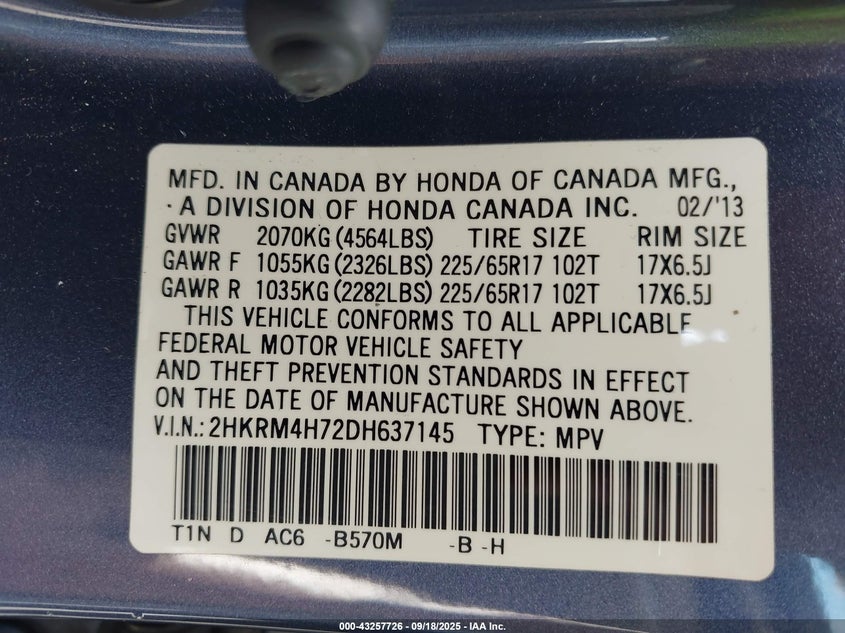 MFD. IN CANADA BY HONDA OF CANADA MFG.,
A DIVISION OF HONDA CANADA INC. 02/'13
GVWR 2070KG (4564LBS) TIRE SIZE RIM SIZE
GAWR F 1055KG (2326LBS) 225/65R17 102T 17X6.5J
GAWR R 1035KG (2282LBS) 225/65R17 102T 17X6.5J
THIS VEHICLE CONFORMS TO ALL APPLICABLE
FEDERAL MOTOR VEHICLE SAFETY
AND THEFT PREVENTION STANDARDS IN EFFECT
ON THE DATE OF MANUFACTURE SHOWN ABOVE.
V.I.N.: 2HKRM4H72DH637145 TYPE: MPV
T1N D AC6 -B570M -B -H
000-43257726 - 09/18/2025 - IAA Inc.